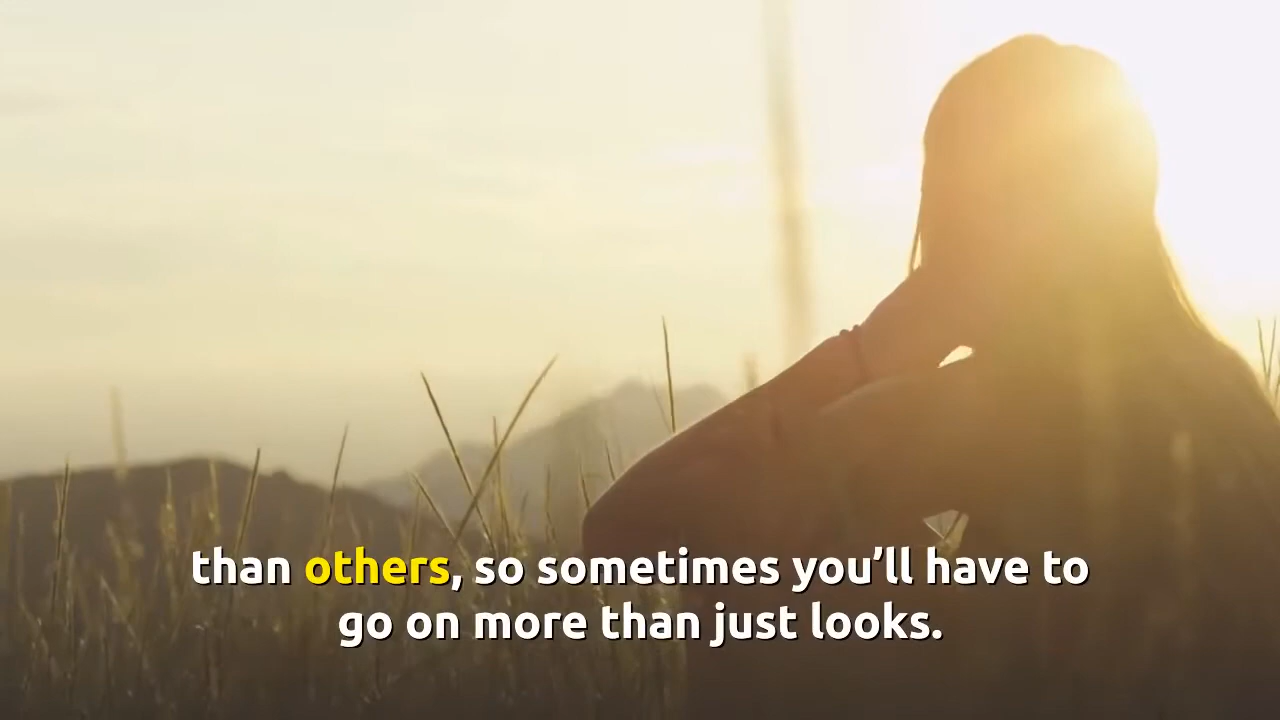 than others, so sometimes you’ll have to
go on more than just looks.